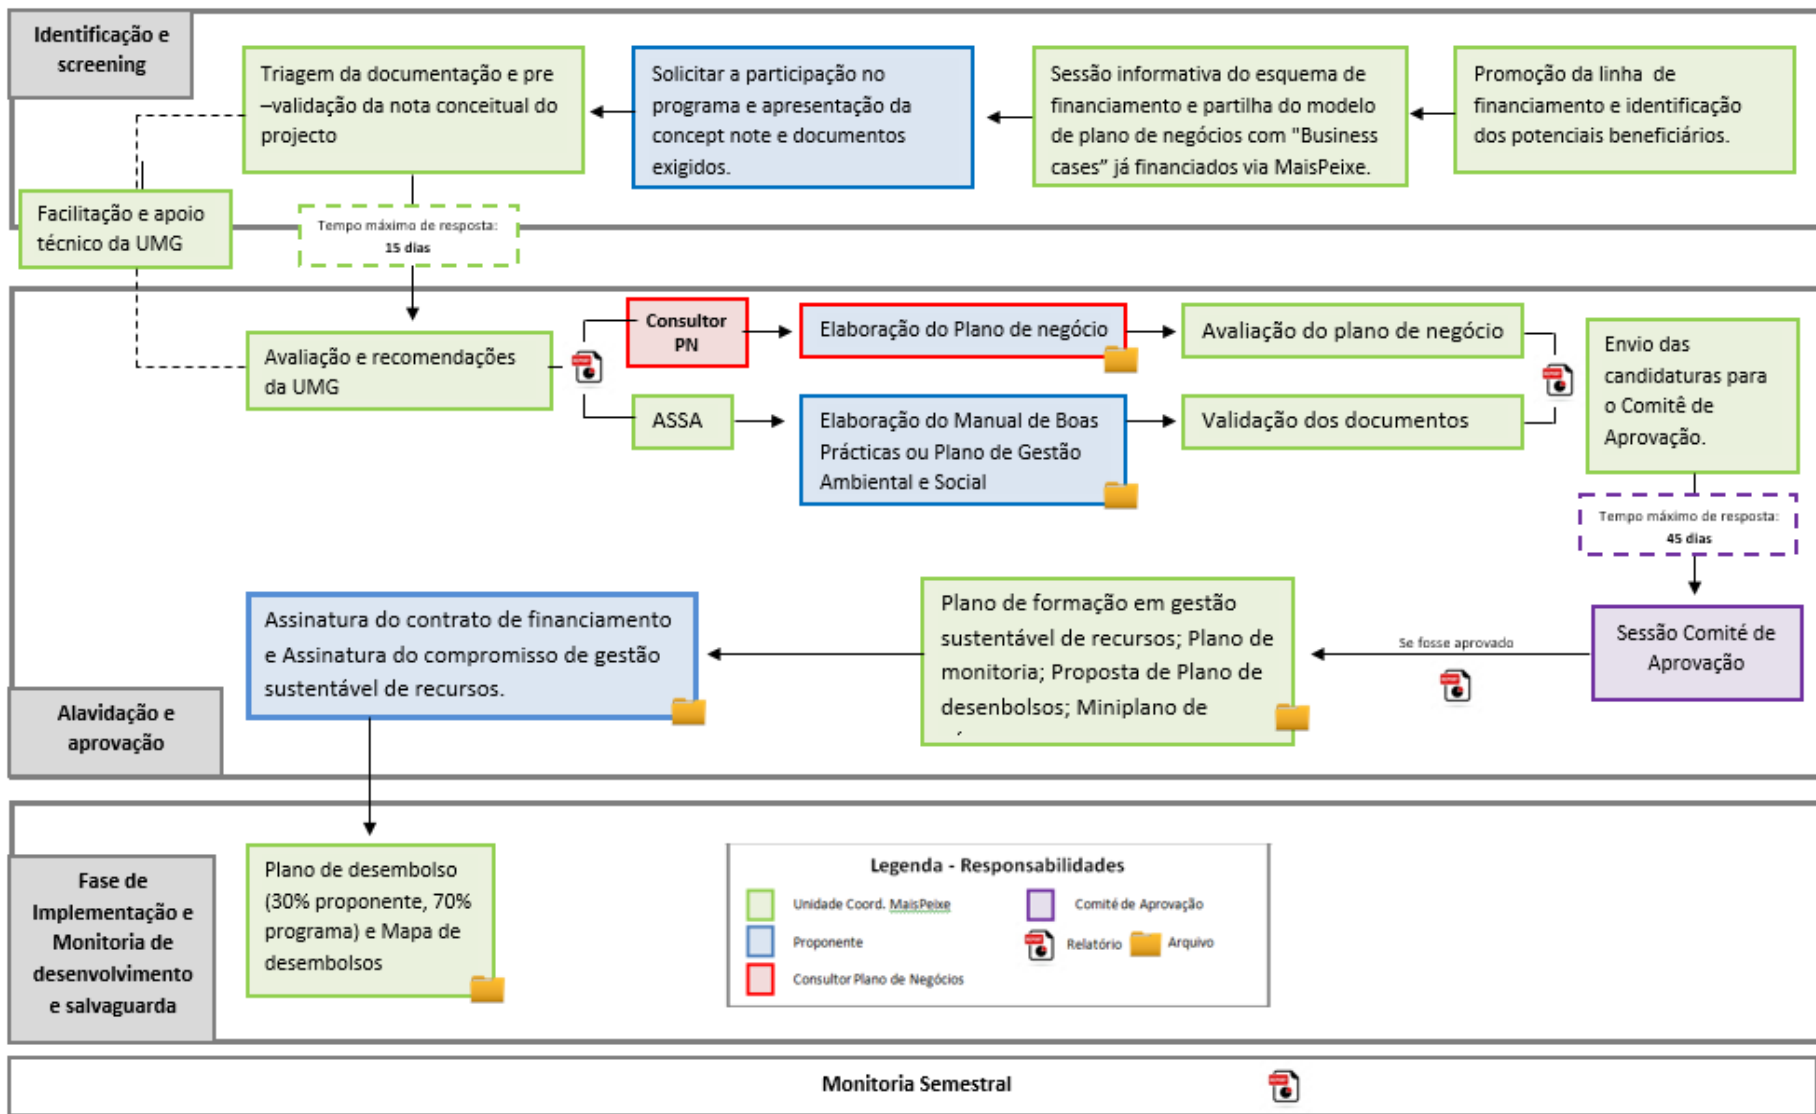 Identificação e
screening
Triagem da documentação e pre
–validação da nota conceitual do
projecto
Solicitar a participação no
programa e apresentação da
concept note e documentos
exigidos.
Sessão informativa do esquema de
financiamento e partilha do modelo
de plano de negócios com "Business
cases” já financiados via MaisPeixe.
Promoção da linha de
financiamento e identificação
dos potenciais beneficiários.
Facilitação e apoio
técnico da UMG
Tempo máximo de resposta:
15 dias
Avaliação e recomendações
da UMG
Consultor
PN
Elaboração do Plano de negócio
Avaliação do plano de negócio
ASSA
Elaboração do Manual de Boas
Prácticas ou Plano de Gestão
Ambiental e Social
Validação dos documentos
Envio das
candidaturas para
o Comitê de
Aprovação.
Tempo máximo de resposta:
45 dias
Sessão Comité de
Aprovação
Se fosse aprovado
Plano de formação em gestão
sustentável de recursos; Plano de
monitoria; Proposta de Plano de
desenbolsos; Miniplano de
Assinatura do contrato de financiamento
e Assinatura do compromisso de gestão
sustentável de recursos.
Alavidação e
aprovação
Fase de
Implementação e
Monitoria de
desenvolvimento
e salvaguarda
Plano de desembolso
(30% proponente, 70%
programa) e Mapa de
desembolsos
Legenda - Responsabilidades
Unidade Coord. MaisPeixe
Comité de Aprovação
Proponente
Relatório
Arquivo
Consultor Plano de Negócios
Monitoria Semestral